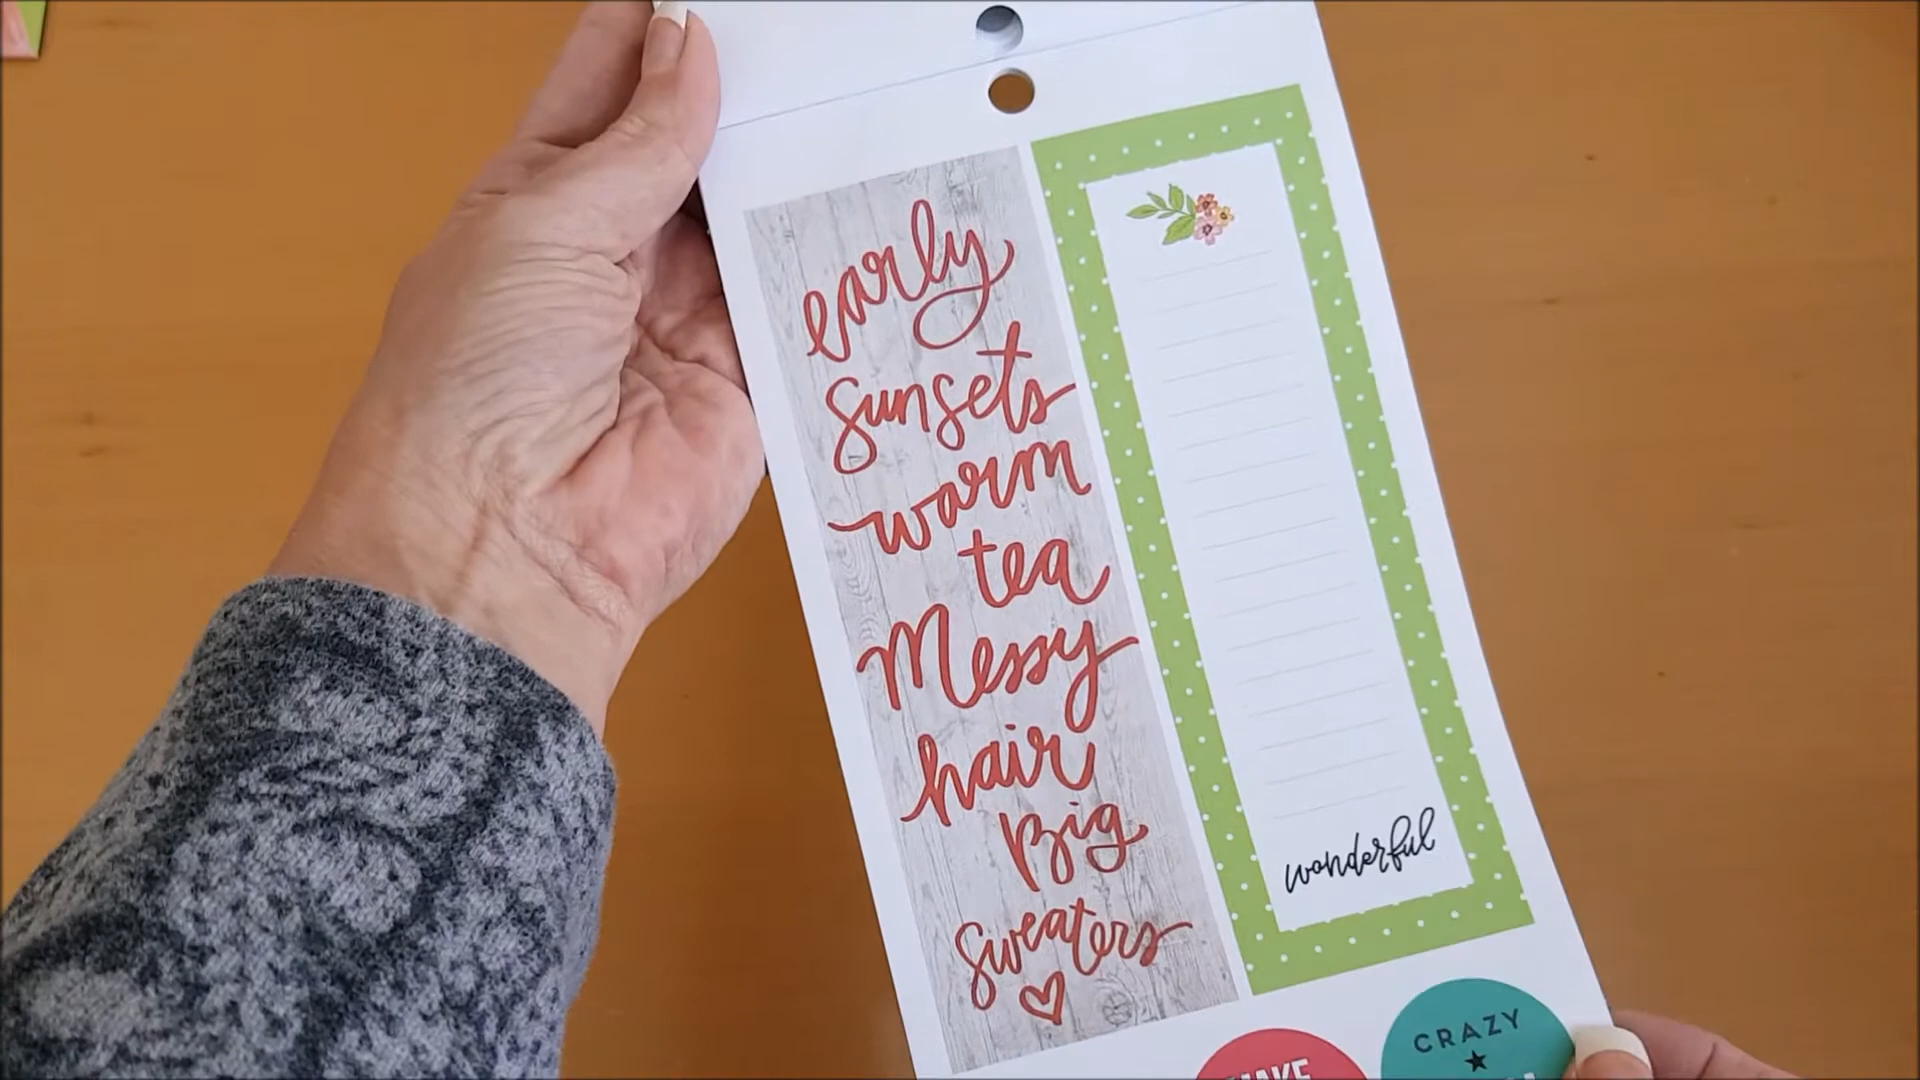 early
sunsets
warm
tea
Messy
hair
Big
sweaters
wonderful
CRAZY